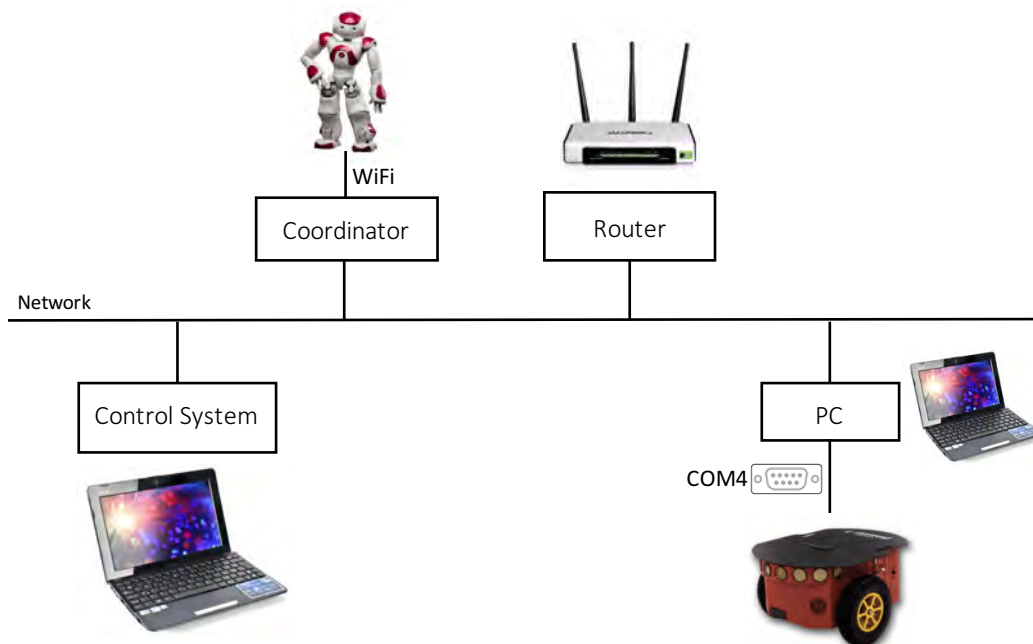 WiFi
Coordinator
Router
Network
Control System
PC
COM4